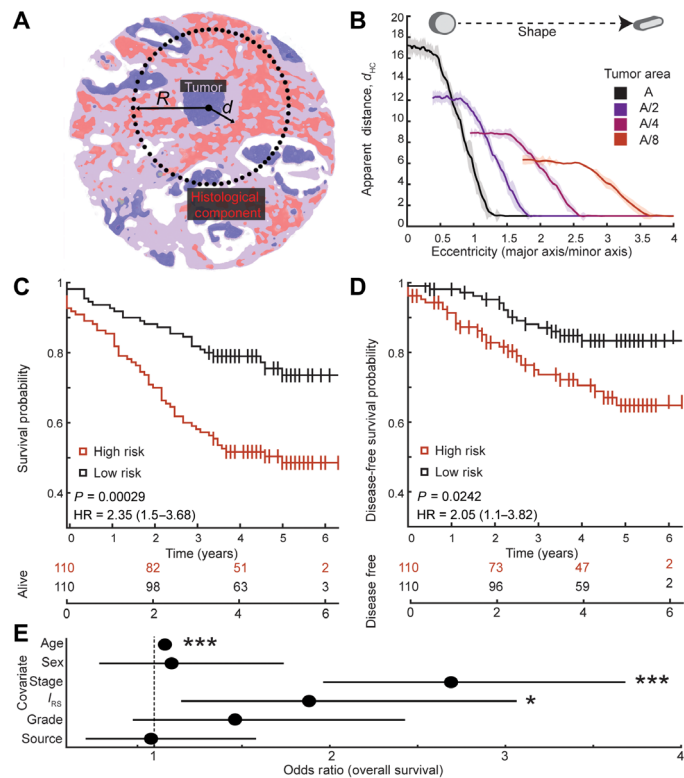 A
Tumor
R
d
Histological
component
B
Shape
Apparent distance, dHC
20
18
16
14
12
10
8
6
4
2
0
Tumor area
A
A/2
A/4
A/8
0 0.5 1 1.5 2 2.5 3 3.5 4
Eccentricity (major axis/minor axis)
C
Survival probability
1
0.8
0.6
0.4
High risk
Low risk
P = 0.00029
HR = 2.35 (1.5–3.68)
0 1 2 3 4 5 6
Time (years)
Alive
110 82 51 2
110 98 63 3
0 2 4 6
D
Disease-free survival probability
1
0.8
0.6
0.4
High risk
Low risk
P = 0.0242
HR = 2.05 (1.1–3.82)
0 1 2 3 4 5 6
Time (years)
Disease free
110 73 47 2
110 96 59 2
0 2 4 6
E
Covariate
Age ***
Sex
Stage ***
IRS *
Grade
Source
1 2 3 4
Odds ratio (overall survival)